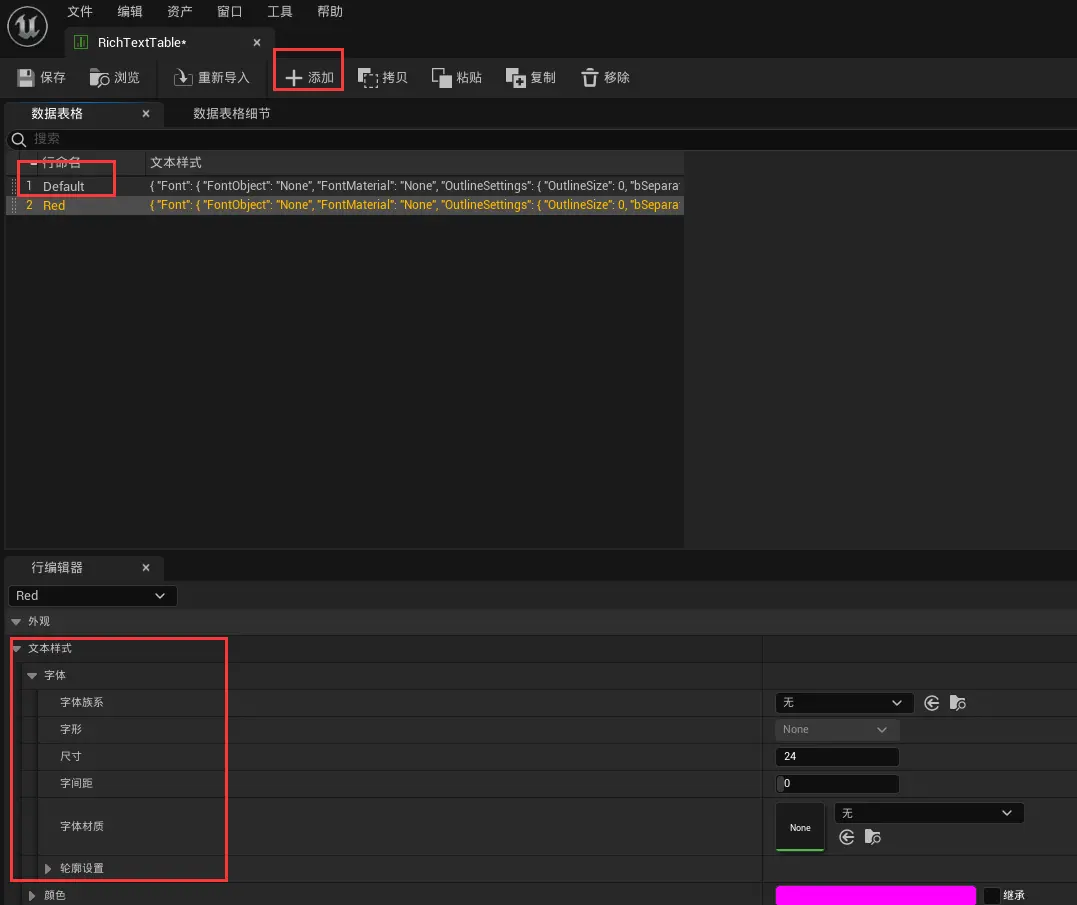 文件 编辑 资产 窗口 工具 帮助
RichTextTable*
保存 浏览 重新导入 添加 拷贝 粘贴 复制 移除
数据表格 数据表格细节
搜索
行命名 文本样式
1 Default { "Font": { "FontObject": "None", "FontMaterial": "None", "OutlineSettings": { "OutlineSize": 0, "bSepara
2 Red { "Font": { "FontObject": "None", "FontMaterial": "None", "OutlineSettings": { "OutlineSize": 0, "bSepara
行编辑器
Red
外观
文本样式
字体
字体族系 无
字形 None
尺寸 24
字间距 0
字体材质 None 无
轮廓设置
颜色 继承